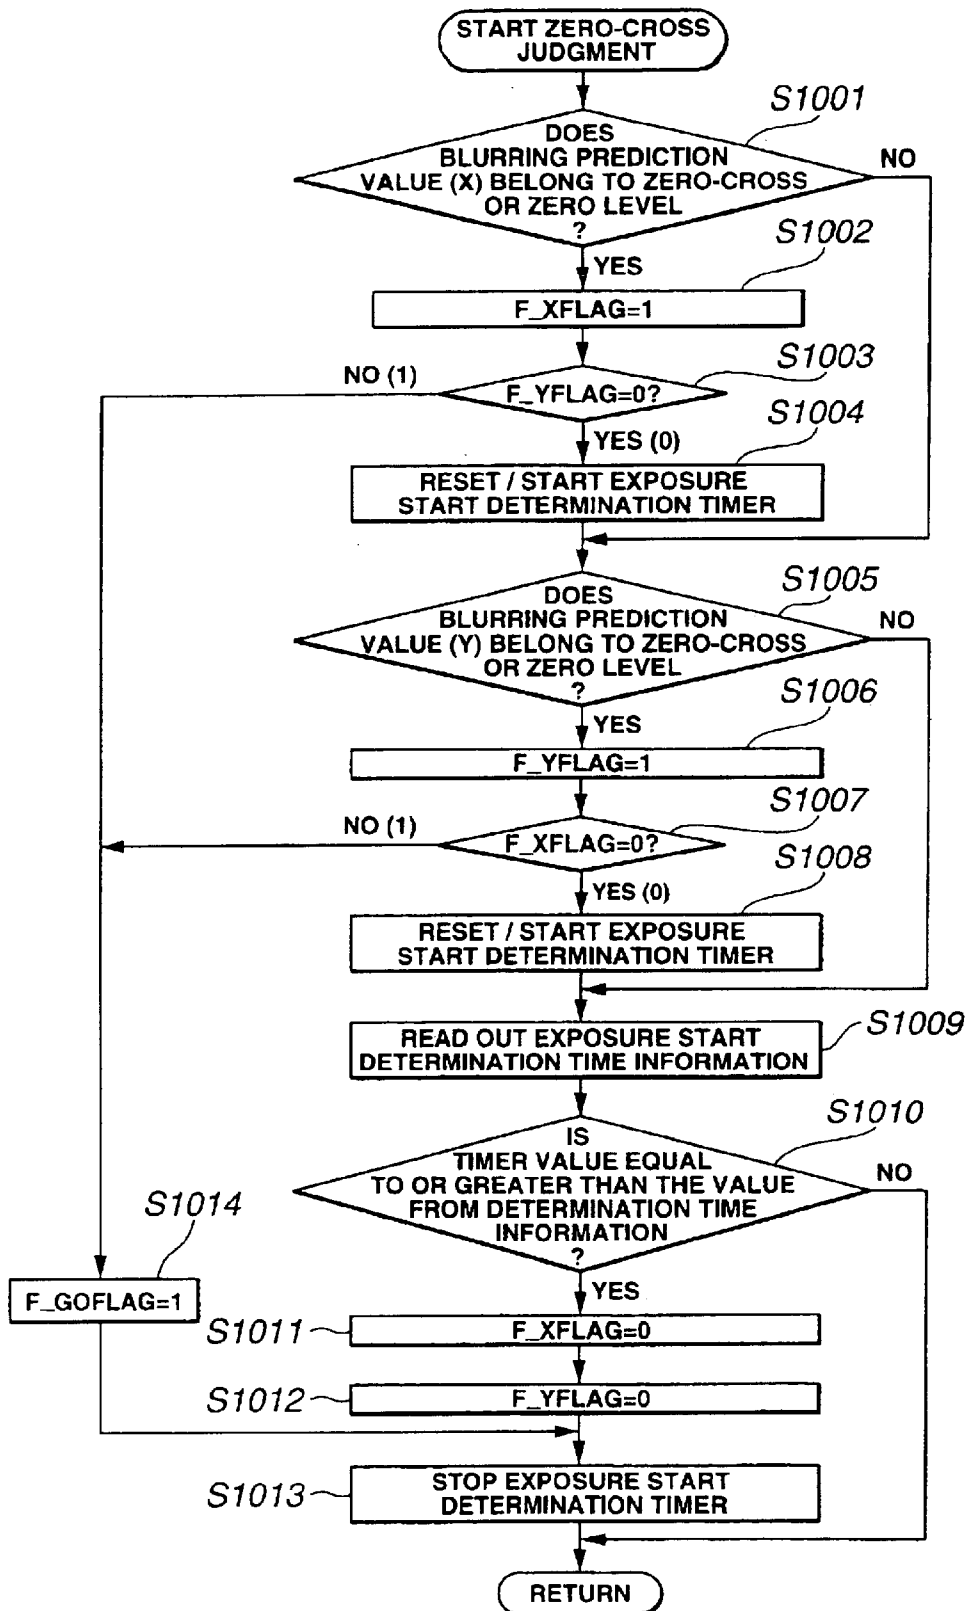 START ZERO-CROSS
JUDGMENT
S1001
DOES
BLURRING PREDICTION
VALUE (X) BELONG TO ZERO-CROSS
OR ZERO LEVEL
?
NO
YES
S1002
F_XFLAG=1
S1003
F_YFLAG=0?
NO (1)
YES (0)
S1004
RESET / START EXPOSURE
START DETERMINATION TIMER
S1005
DOES
BLURRING PREDICTION
VALUE (Y) BELONG TO ZERO-CROSS
OR ZERO LEVEL
?
NO
YES
S1006
F_YFLAG=1
S1007
F_XFLAG=0?
NO (1)
YES (0)
S1008
RESET / START EXPOSURE
START DETERMINATION TIMER
S1009
READ OUT EXPOSURE START
DETERMINATION TIME INFORMATION
S1010
IS
TIMER VALUE EQUAL
TO OR GREATER THAN THE VALUE
FROM DETERMINATION TIME
INFORMATION
?
NO
YES
S1014
F_GOFLAG=1
S1011
F_XFLAG=0
S1012
F_YFLAG=0
S1013
STOP EXPOSURE START
DETERMINATION TIMER
RETURN